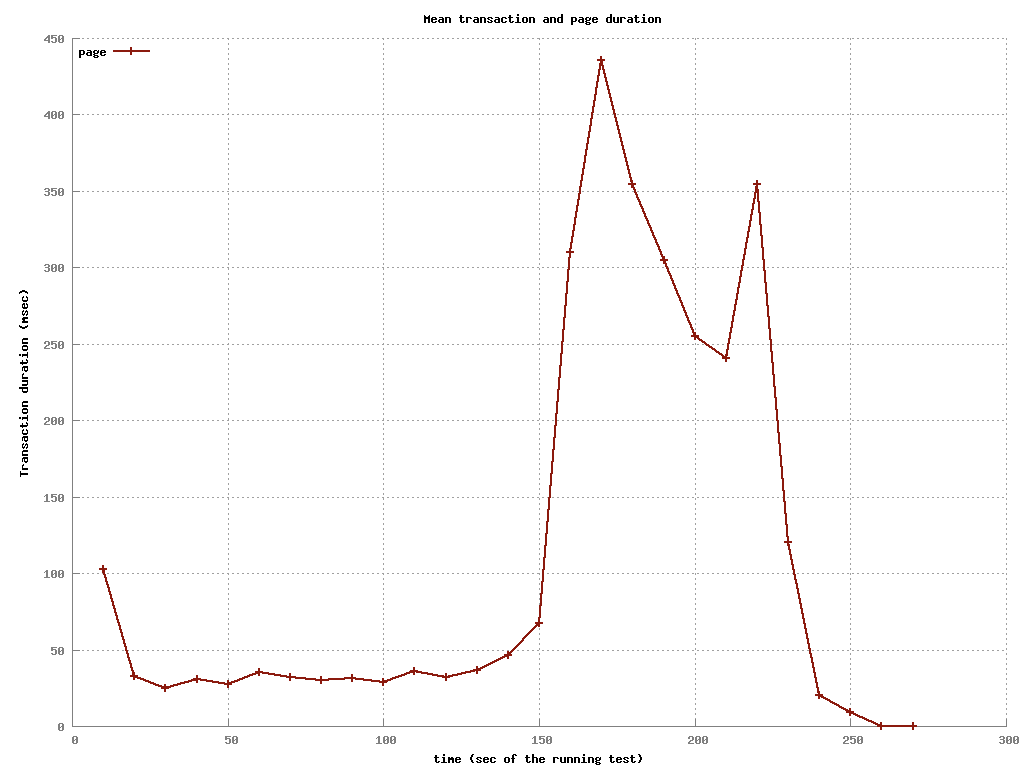 Mean transaction and page duration
page
450
400
350
300
250
200
150
100
50
0
Transaction duration (msec)
0 50 100 150 200 250 300
time (sec of the running test)